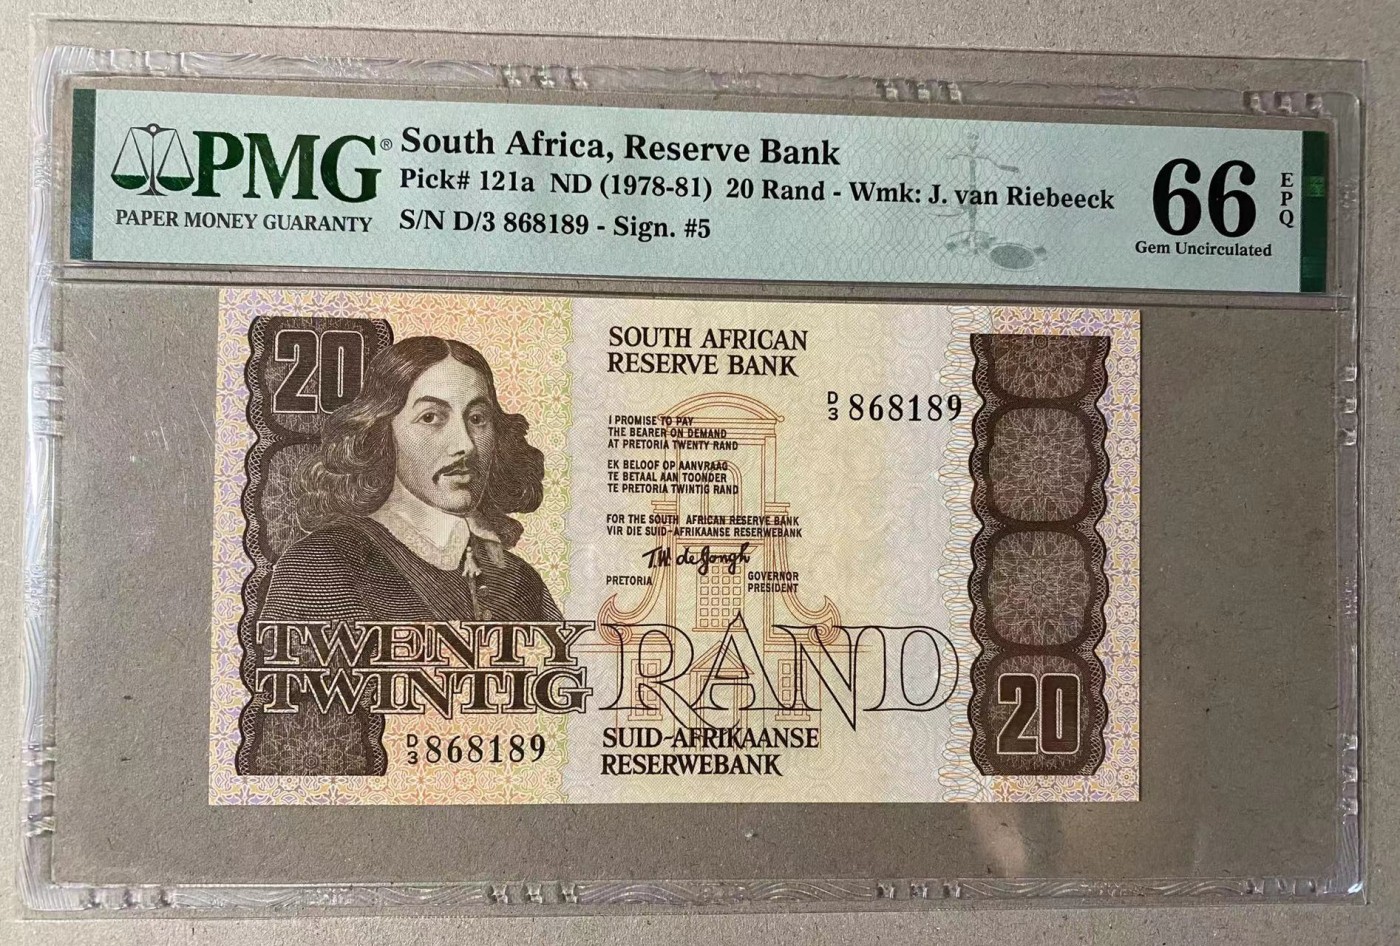 PMG®
PAPER MONEY GUARANTY
South Africa, Reserve Bank
Pick# 121a ND (1978-81) 20 Rand - Wmk: J. van Riebeeck
S/N D/3 868189 - Sign. #5
66
EPQ
Gem Uncirculated
20
SOUTH AFRICAN
RESERVE BANK
D/3 868189
I PROMISE TO PAY
THE BEARER ON DEMAND
AT PRETORIA TWENTY RAND
EK BELOOF OP AANVRAAG
TE BETAAL AAN TOONDER
TE PRETORIA TWINTIG RAND
FOR THE SOUTH AFRICAN RESERVE BANK
VIR DIE SUID-AFRIKAANSE RESERWEBANK
T.W. de Jongh
PRETORIA
GOVERNOR
PRESIDENT
TWENTY
TWINTIG
RAND
20
D/3 868189
SUID-AFRIKAANSE
RESERWEBANK